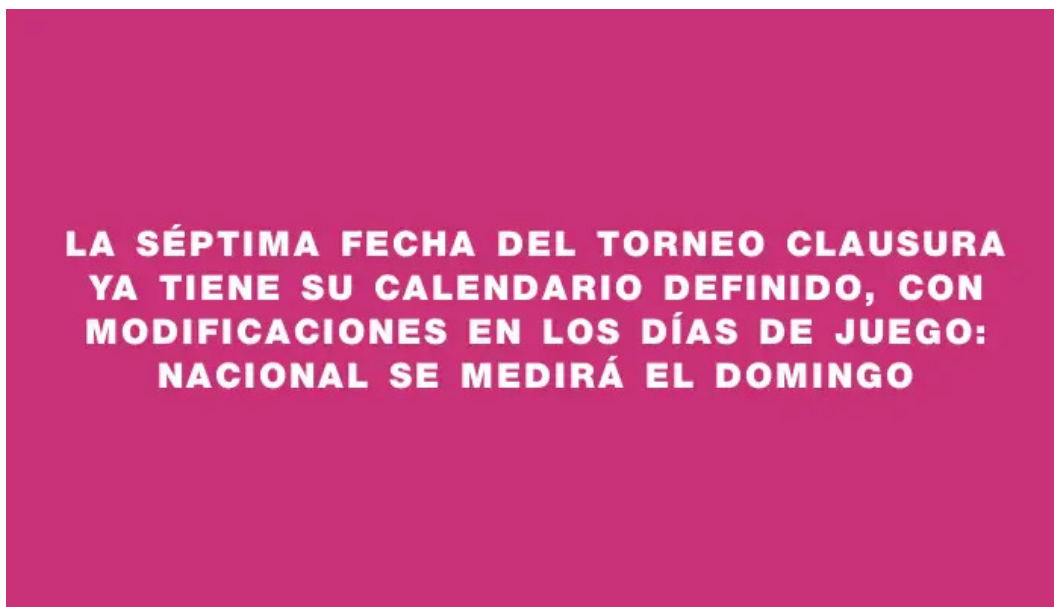 LA SÉPTIMA FECHA DEL TORNEO CLAUSURA
YA TIENE SU CALENDARIO DEFINIDO, CON
MODIFICACIONES EN LOS DÍAS DE JUEGO:
NACIONAL SE MEDIRÁ EL DOMINGO